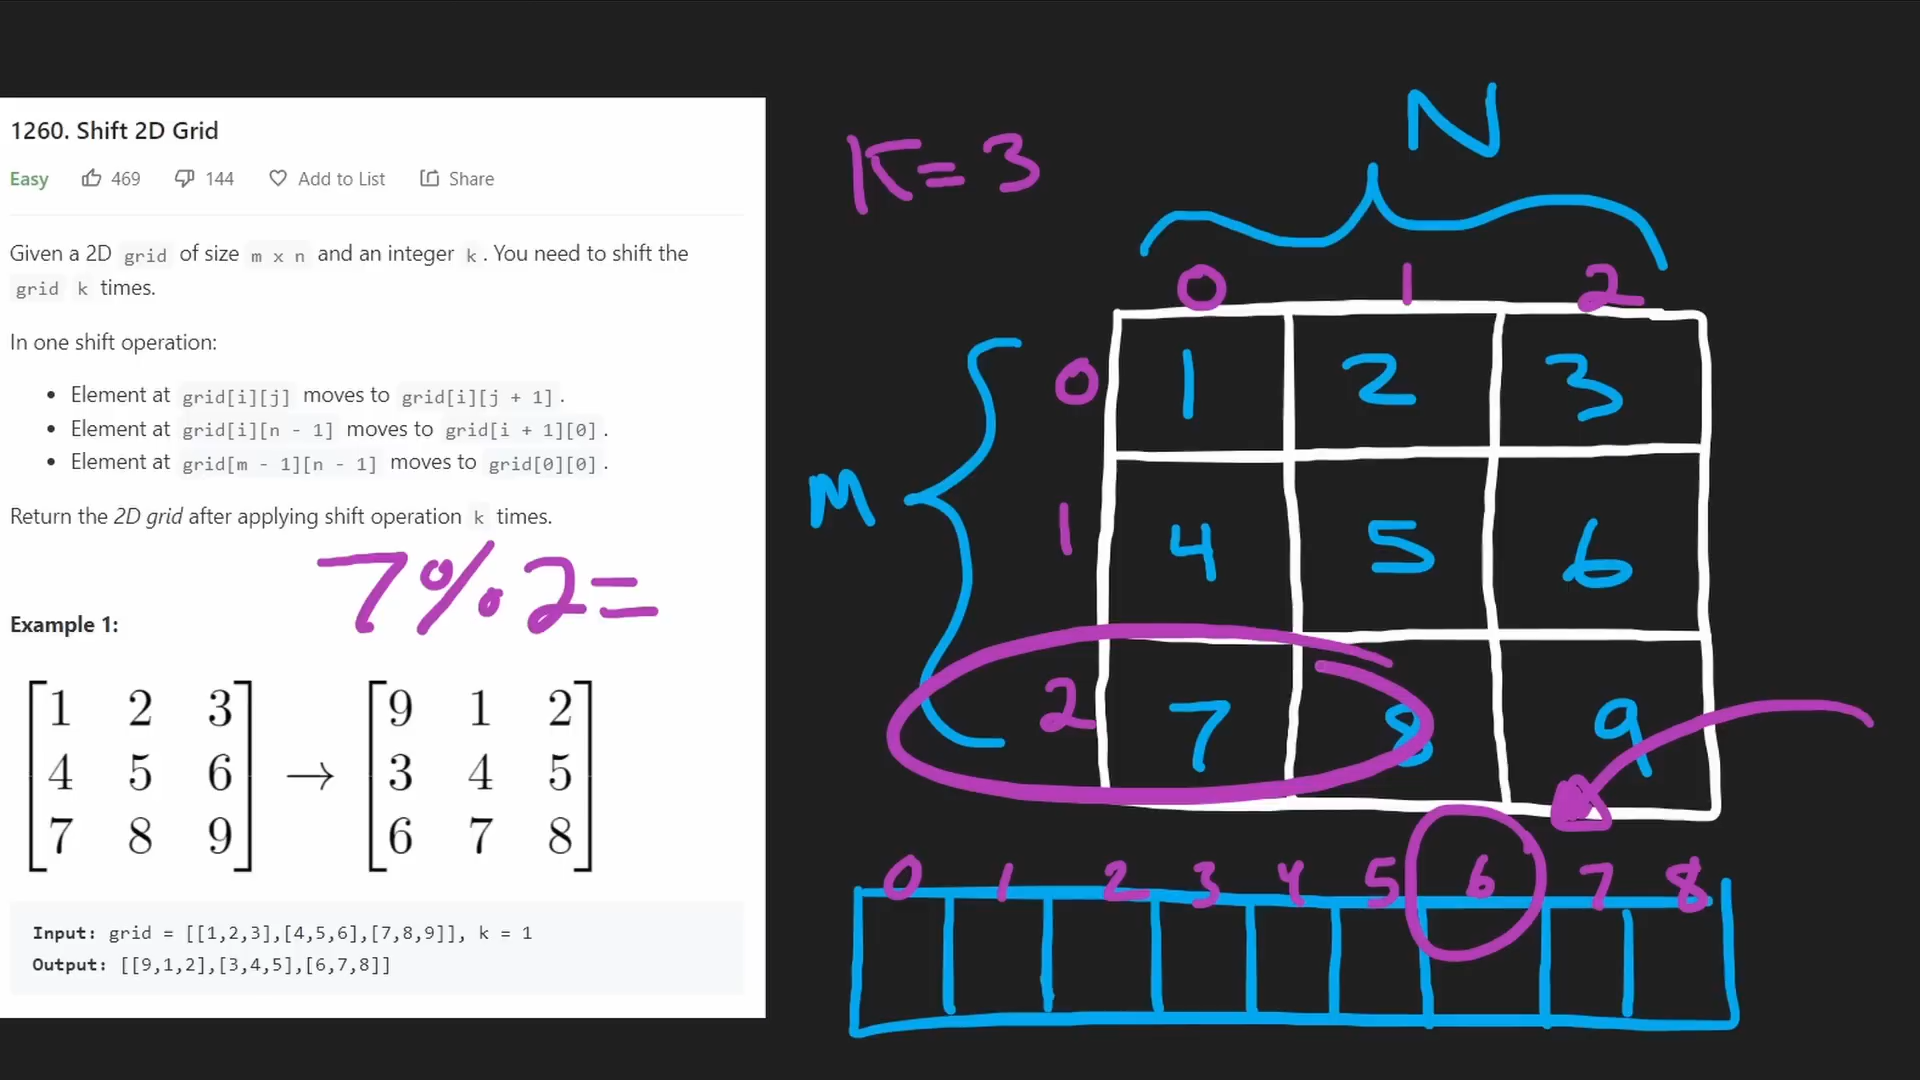 1260. Shift 2D Grid
Easy 469 144 Add to List Share
Given a 2D grid of size m x n and an integer k . You need to shift the
grid k times.
In one shift operation:
• Element at grid[i][j] moves to grid[i][j + 1] .
• Element at grid[i][n - 1] moves to grid[i + 1][0] .
• Element at grid[m - 1][n - 1] moves to grid[0][0] .
Return the 2D grid after applying shift operation k times.
7%2=
Example 1:
1 2 3 9 1 2
4 5 6 → 3 4 5
7 8 9 6 7 8
Input: grid = [[1,2,3],[4,5,6],[7,8,9]], k = 1
Output: [[9,1,2],[3,4,5],[6,7,8]]
K=3
N
0 1 2
0 1 2 3
M
1 4 5 6
2 7 8 9
0 1 2 3 4 5 6 7 8